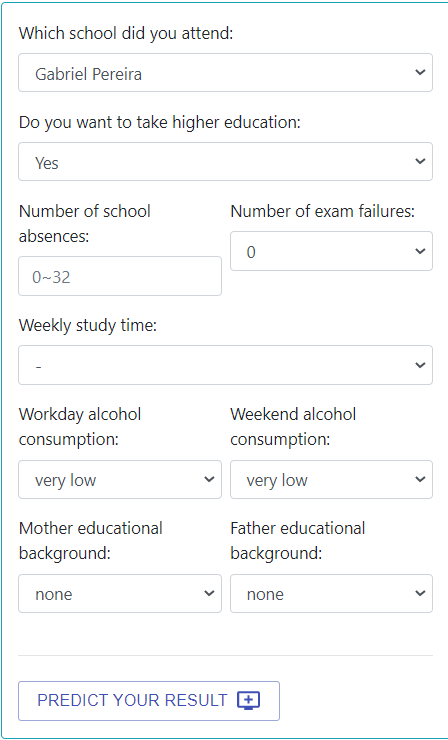 Which school did you attend:
Gabriel Pereira
Do you want to take higher education:
Yes
Number of school
absences:
0~32
Number of exam failures:
0
Weekly study time:
-
Workday alcohol
consumption:
very low
Weekend alcohol
consumption:
very low
Mother educational
background:
none
Father educational
background:
none
PREDICT YOUR RESULT